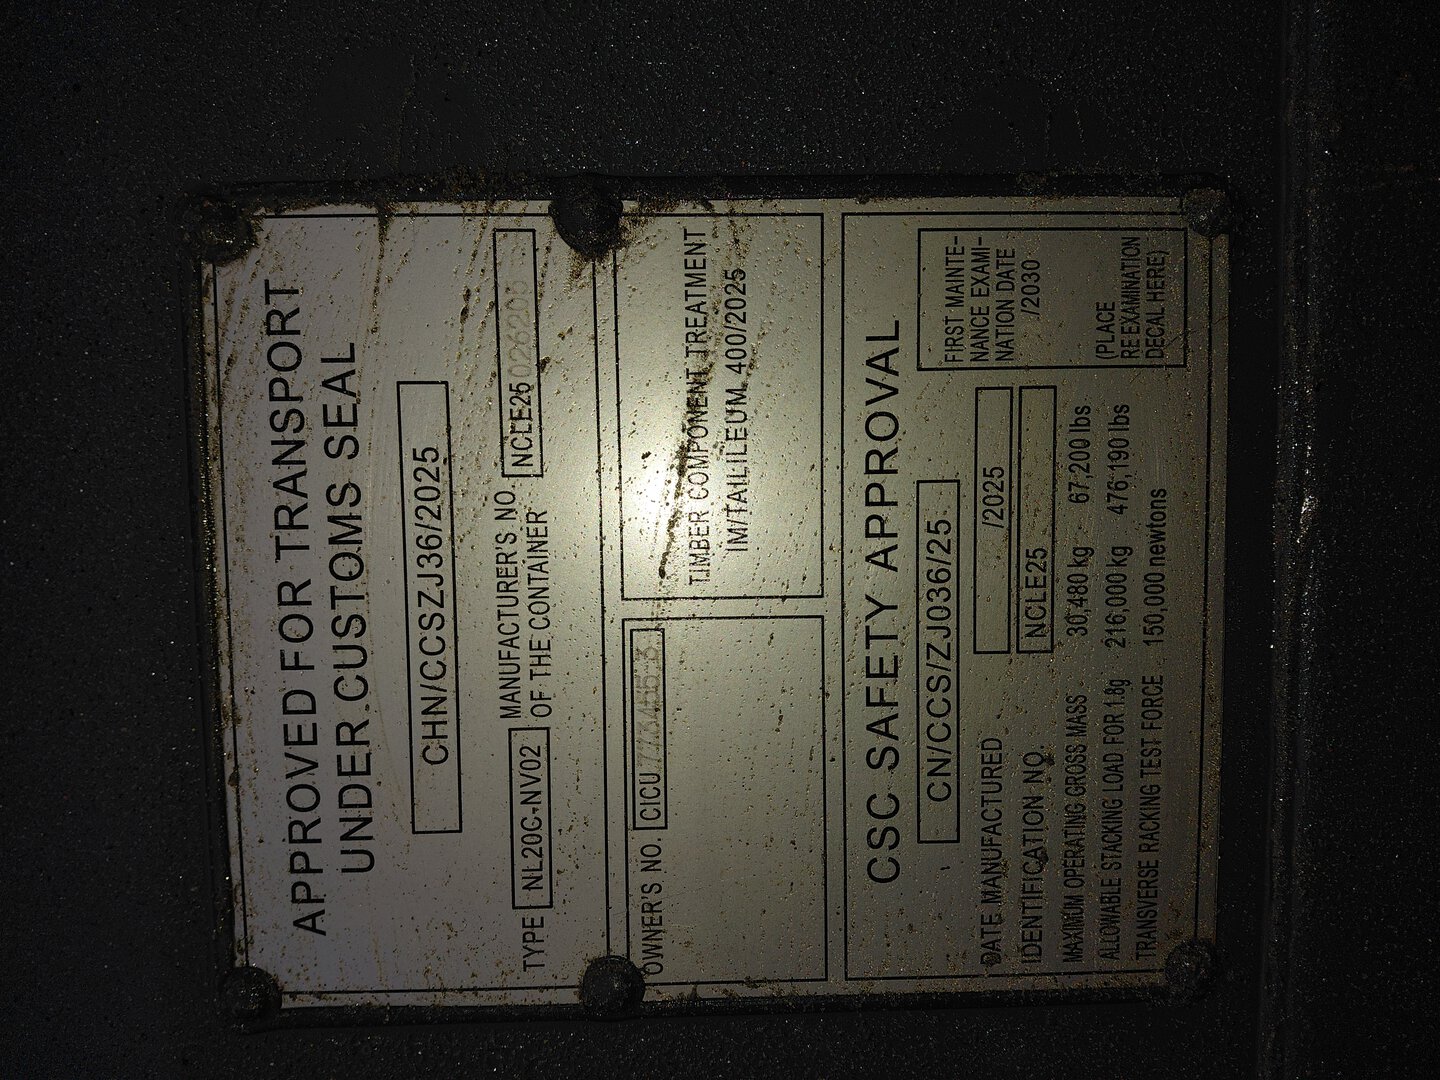 APPROVED FOR TRANSPORT
UNDER CUSTOMS SEAL
CHN/CCSZJ36/2025
TYPE NL20C-NV02 MANUFACTURER'S NO.
OF THE CONTAINER NCLE25
OWNER'S NO. CICU
TIMBER COMPONENT TREATMENT
IM/TAILILEUM 400/2025
CSC SAFETY APPROVAL
CN/CCS/ZJ036/25
DATE MANUFACTURED /2025
IDENTIFICATION NO. NCLE25
MAXIMUM OPERATING GROSS MASS 30,480 kg 67,200 lbs
ALLOWABLE STACKING LOAD FOR 1.8g 216,000 kg 476,190 lbs
TRANSVERSE RACKING TEST FORCE 150,000 newtons
FIRST MAINTE-
NANCE EXAMI-
NATION DATE
/2030
(PLACE
RE EXAMINATION
DECAL HERE)